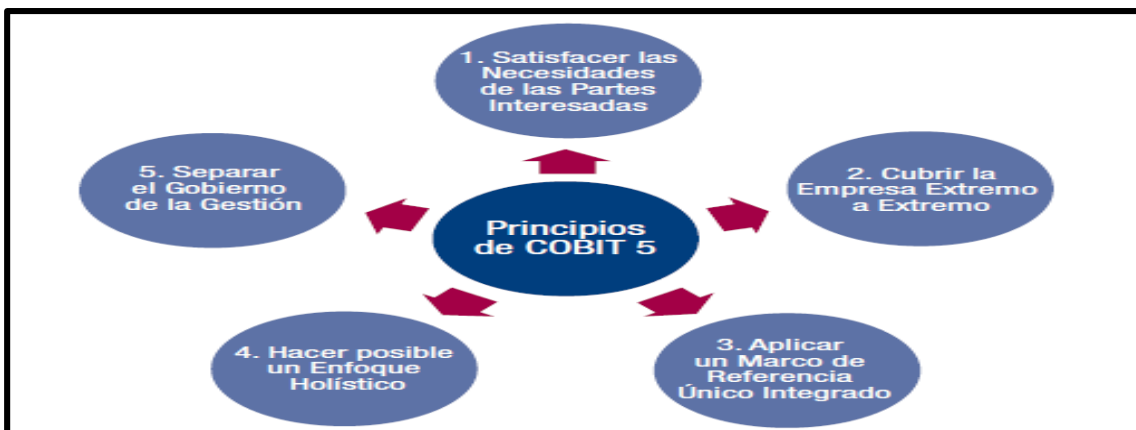 1. Satisfacer las
Necesidades
de las Partes
Interesadas
2. Cubrir la
Empresa Extremo
a Extremo
3. Aplicar
un Marco de
Referencia
Único Integrado
4. Hacer posible
un Enfoque
Holístico
5. Separar
el Gobierno
de la Gestión
Principios
de COBIT 5